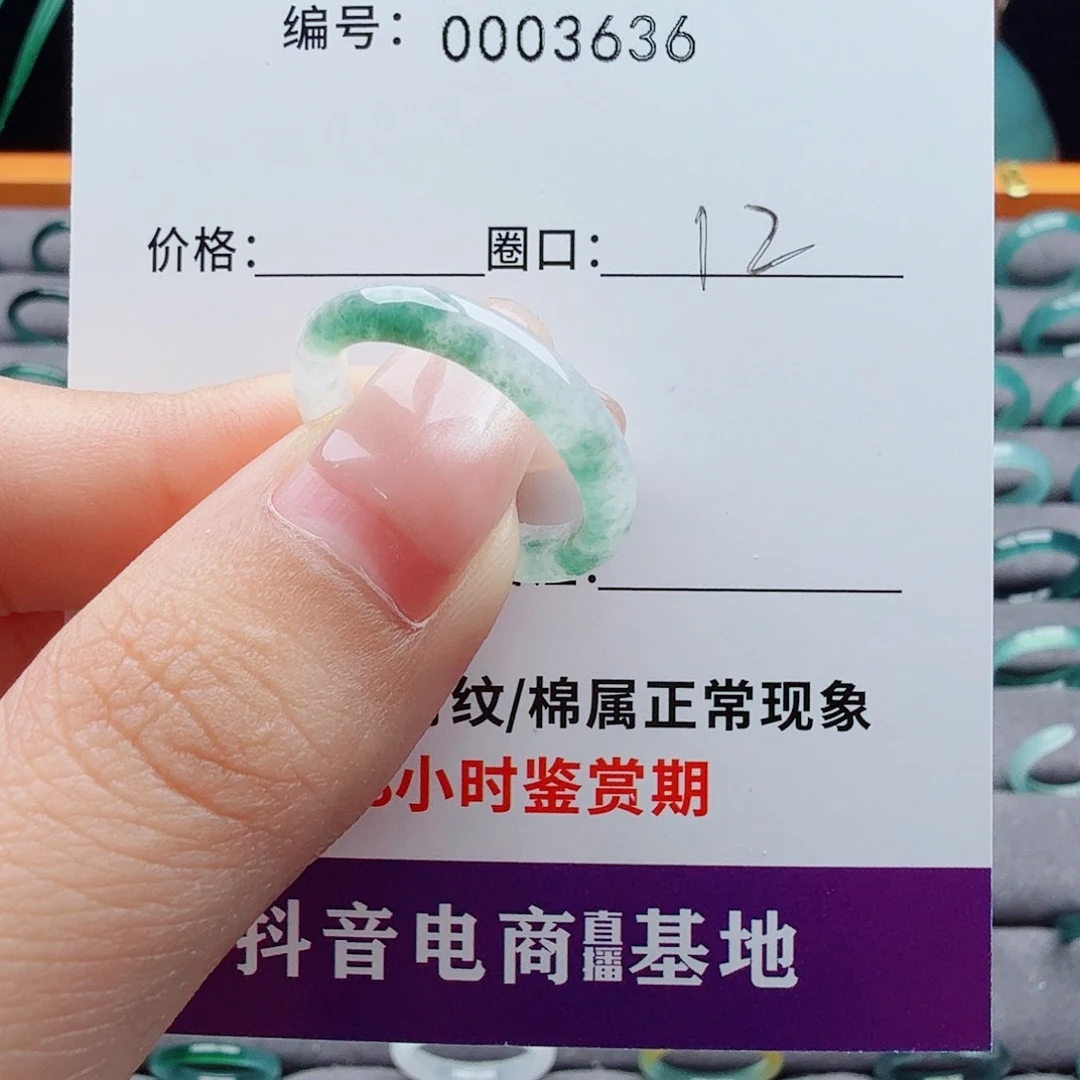 编号：0003636
价格： 圈口：12
纹/棉属正常现象
小时鉴赏期
抖音电商直播基地